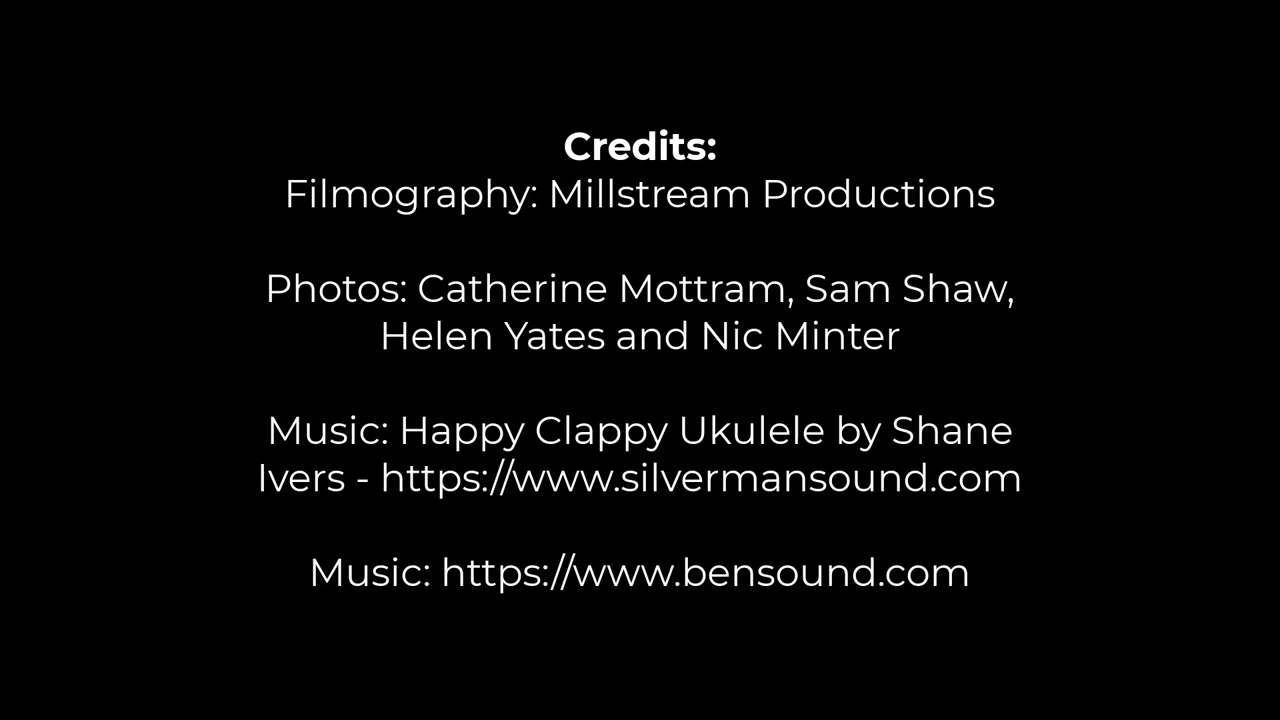 Credits:
Filmography: Millstream Productions
Photos: Catherine Mottram, Sam Shaw,
Helen Yates and Nic Minter
Music: Happy Clappy Ukulele by Shane
Ivers - https://www.silvermansound.com
Music: https://www.bensound.com